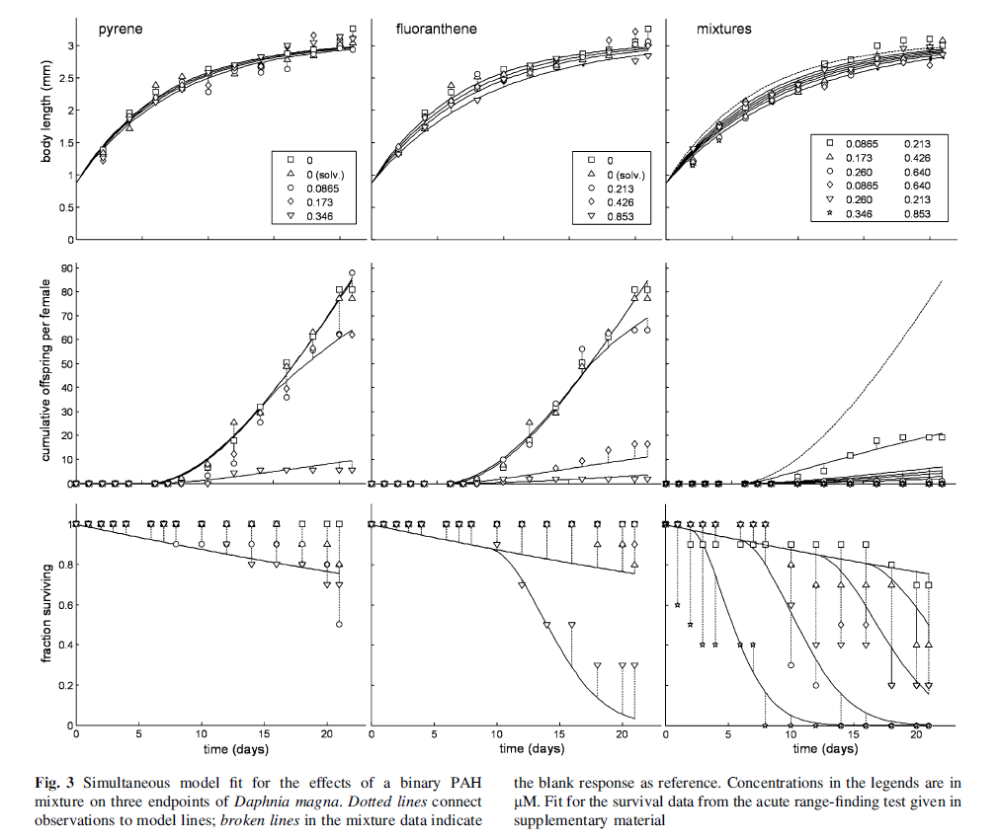 pyrene
fluoranthene
mixtures
body length (mm)
3
2.5
2
1.5
1
0.5
0
0
0 (solv.)
0.0865
0.173
0.346
0
0 (solv.)
0.213
0.426
0.853
0.0865 0.213
0.173 0.426
0.260 0.640
0.0865 0.640
0.260 0.213
0.346 0.853
cumulative offspring per female
90
80
70
60
50
40
30
20
10
0
fraction surviving
1
0.8
0.6
0.4
0.2
0
0 5 10 15 20
0 5 10 15 20
0 5 10 15 20
time (days)
time (days)
time (days)
Fig. 3 Simultaneous model fit for the effects of a binary PAH
mixture on three endpoints of Daphnia magna. Dotted lines connect
observations to model lines; broken lines in the mixture data indicate
the blank response as reference. Concentrations in the legends are in
μM. Fit for the survival data from the acute range-finding test given in
supplementary material